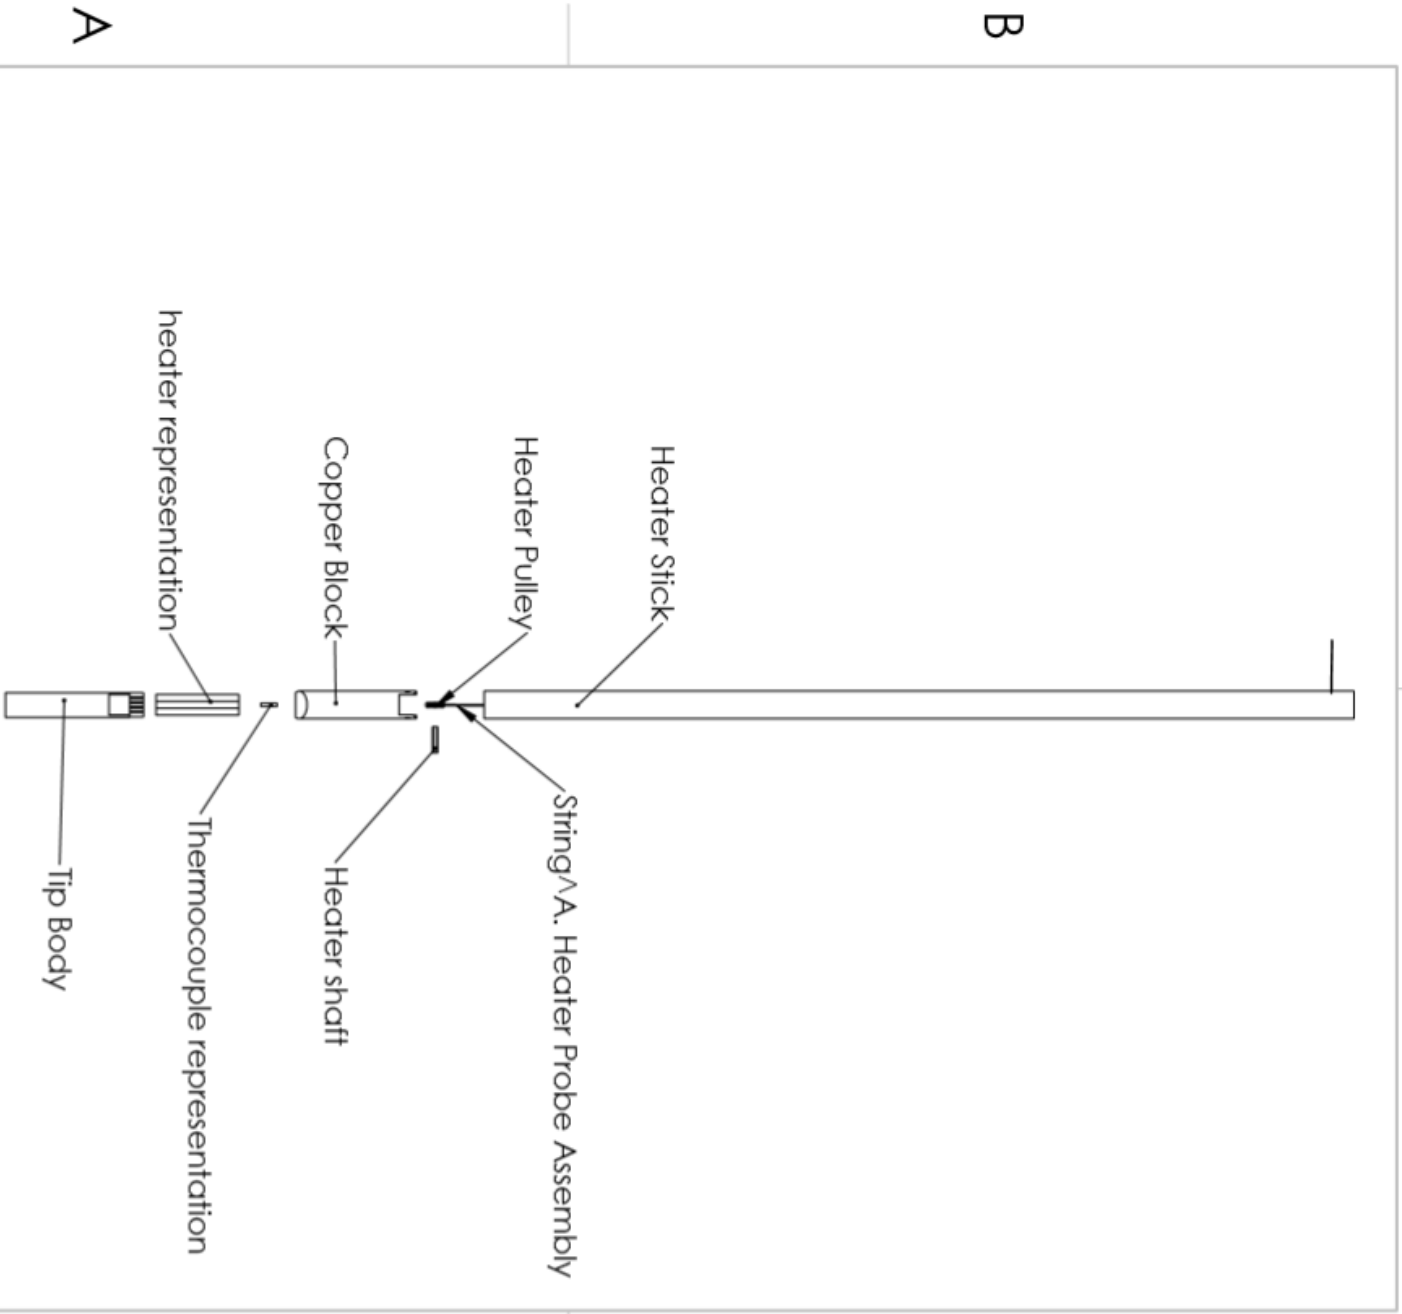 B
A
Heater Stick
Heater Pulley
String^A. Heater Probe Assembly
Copper Block
Heater shaft
heater representation
Thermocouple representation
Tip Body